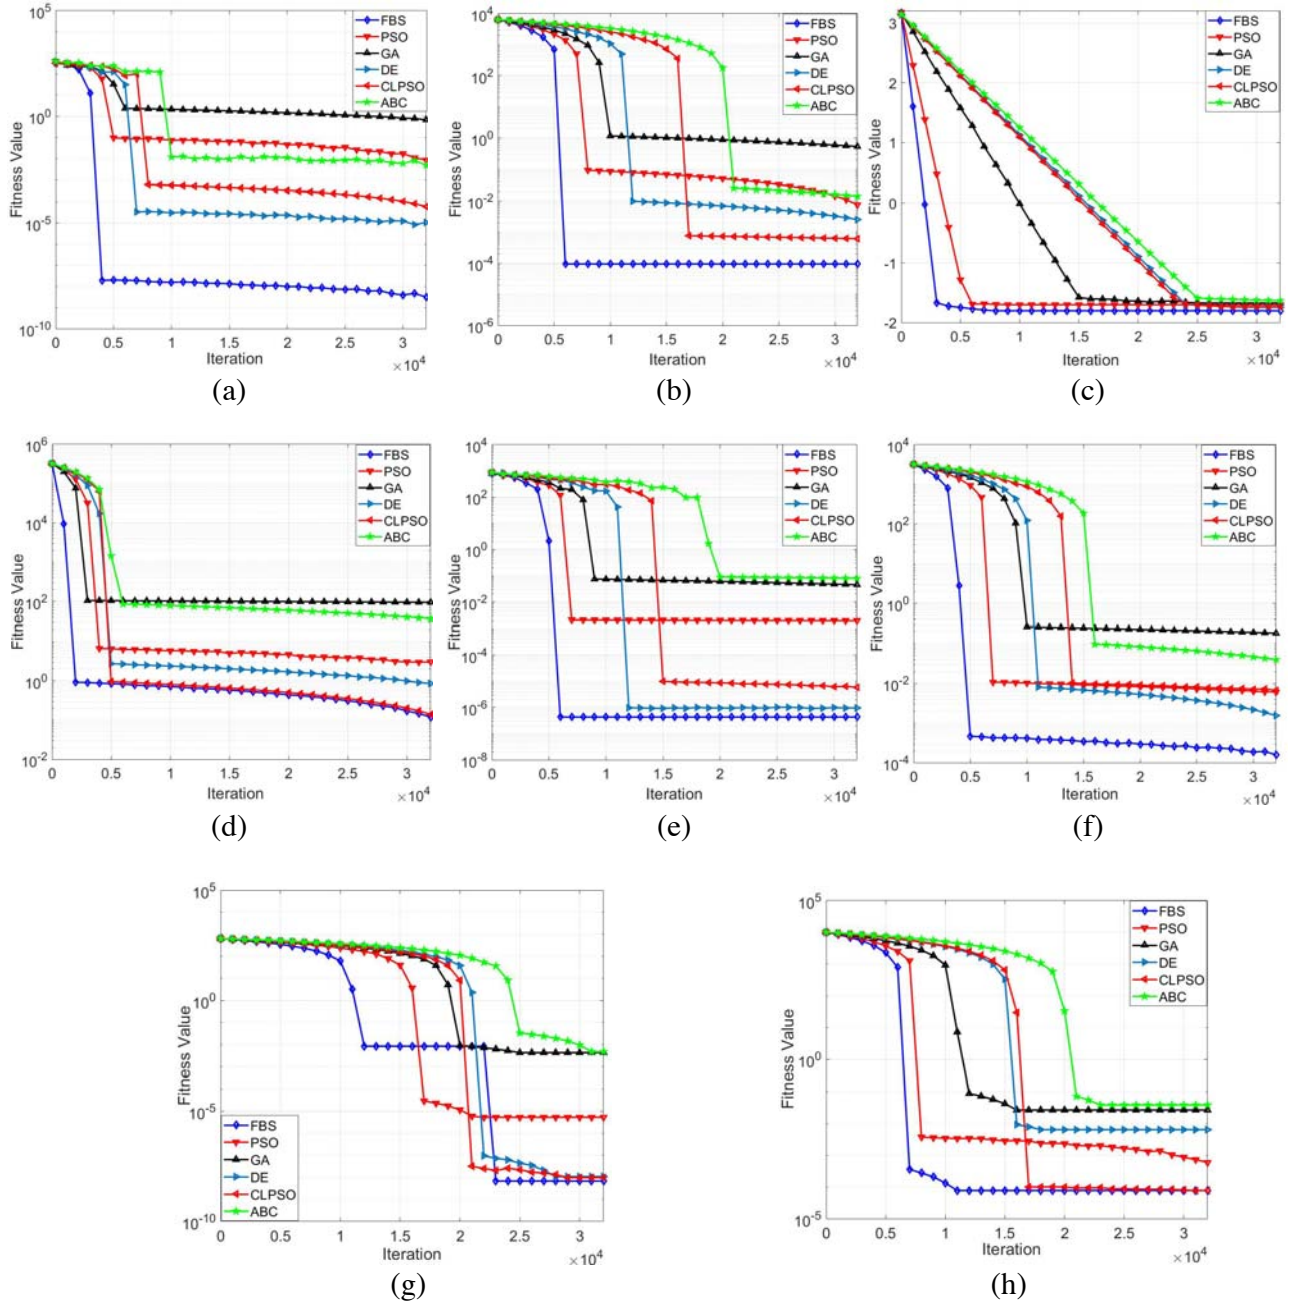 10^5
10^0
10^-5
10^-10
Fitness Value
0 0.5 1 1.5 2 2.5 3
Iteration
×10^4
FBS
PSO
GA
DE
CLPSO
ABC
(a)
10^4
10^2
10^0
10^-2
10^-4
10^-6
Fitness Value
0 0.5 1 1.5 2 2.5 3
Iteration
×10^4
FBS
PSO
GA
DE
CLPSO
ABC
(b)
3
2
1
0
-1
-2
Fitness Value
0 0.5 1 1.5 2 2.5 3
Iteration
×10^4
FBS
PSO
GA
DE
CLPSO
ABC
(c)
10^6
10^4
10^2
10^0
10^-2
Fitness Value
0 0.5 1 1.5 2 2.5 3
Iteration
×10^4
FBS
PSO
GA
DE
CLPSO
ABC
(d)
10^4
10^2
10^0
10^-2
10^-4
10^-6
10^-8
Fitness Value
0 0.5 1 1.5 2 2.5 3
Iteration
×10^4
FBS
PSO
GA
DE
CLPSO
ABC
(e)
10^4
10^2
10^0
10^-2
10^-4
Fitness Value
0 0.5 1 1.5 2 2.5 3
Iteration
×10^4
FBS
PSO
GA
DE
CLPSO
ABC
(f)
10^5
10^0
10^-5
10^-10
Fitness Value
0 0.5 1 1.5 2 2.5 3
Iteration
×10^4
FBS
PSO
GA
DE
CLPSO
ABC
(g)
10^5
10^0
10^-5
Fitness Value
0 0.5 1 1.5 2 2.5 3
Iteration
×10^4
FBS
PSO
GA
DE
CLPSO
ABC
(h)